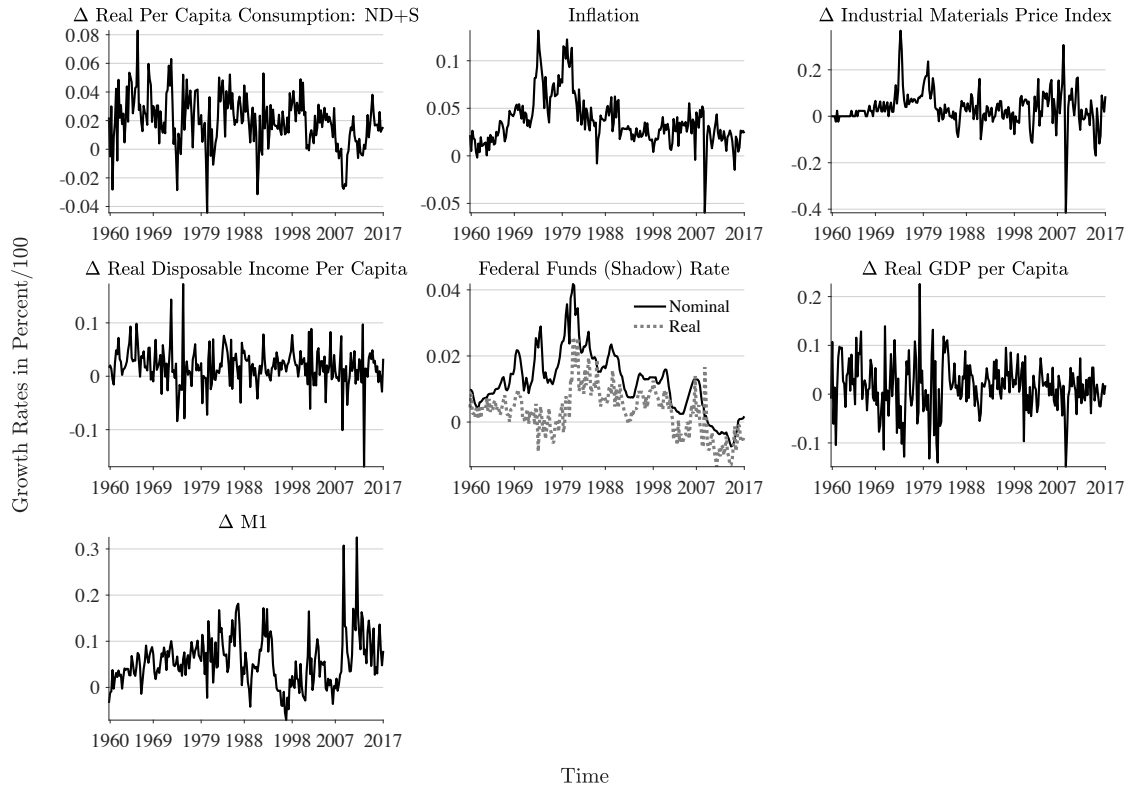 Δ Real Per Capita Consumption: ND+S
0.08
0.06
0.04
0.02
0
-0.02
-0.04
1960 1969 1979 1988 1998 2007 2017
Inflation
0.1
0.05
0
-0.05
1960 1969 1979 1988 1998 2007 2017
Δ Industrial Materials Price Index
0.2
0
-0.2
-0.4
1960 1969 1979 1988 1998 2007 2017
Growth Rates in Percent/100
Δ Real Disposable Income Per Capita
0.1
0
-0.1
1960 1969 1979 1988 1998 2007 2017
Federal Funds (Shadow) Rate
0.04
0.02
0
Nominal
Real
1960 1969 1979 1988 1998 2007 2017
Δ Real GDP per Capita
0.2
0.1
0
-0.1
1960 1969 1979 1988 1998 2007 2017
Δ M1
0.3
0.2
0.1
0
1960 1969 1979 1988 1998 2007 2017
Time